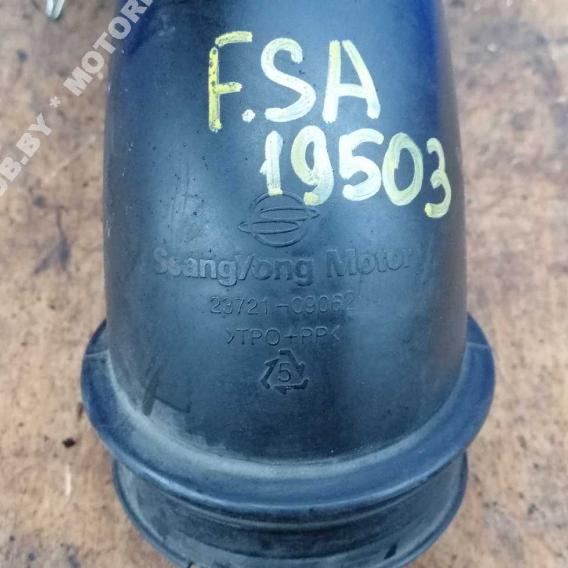 F.SA
19503
SsangYong Motor
23721-09062
>TPO+PP<
5